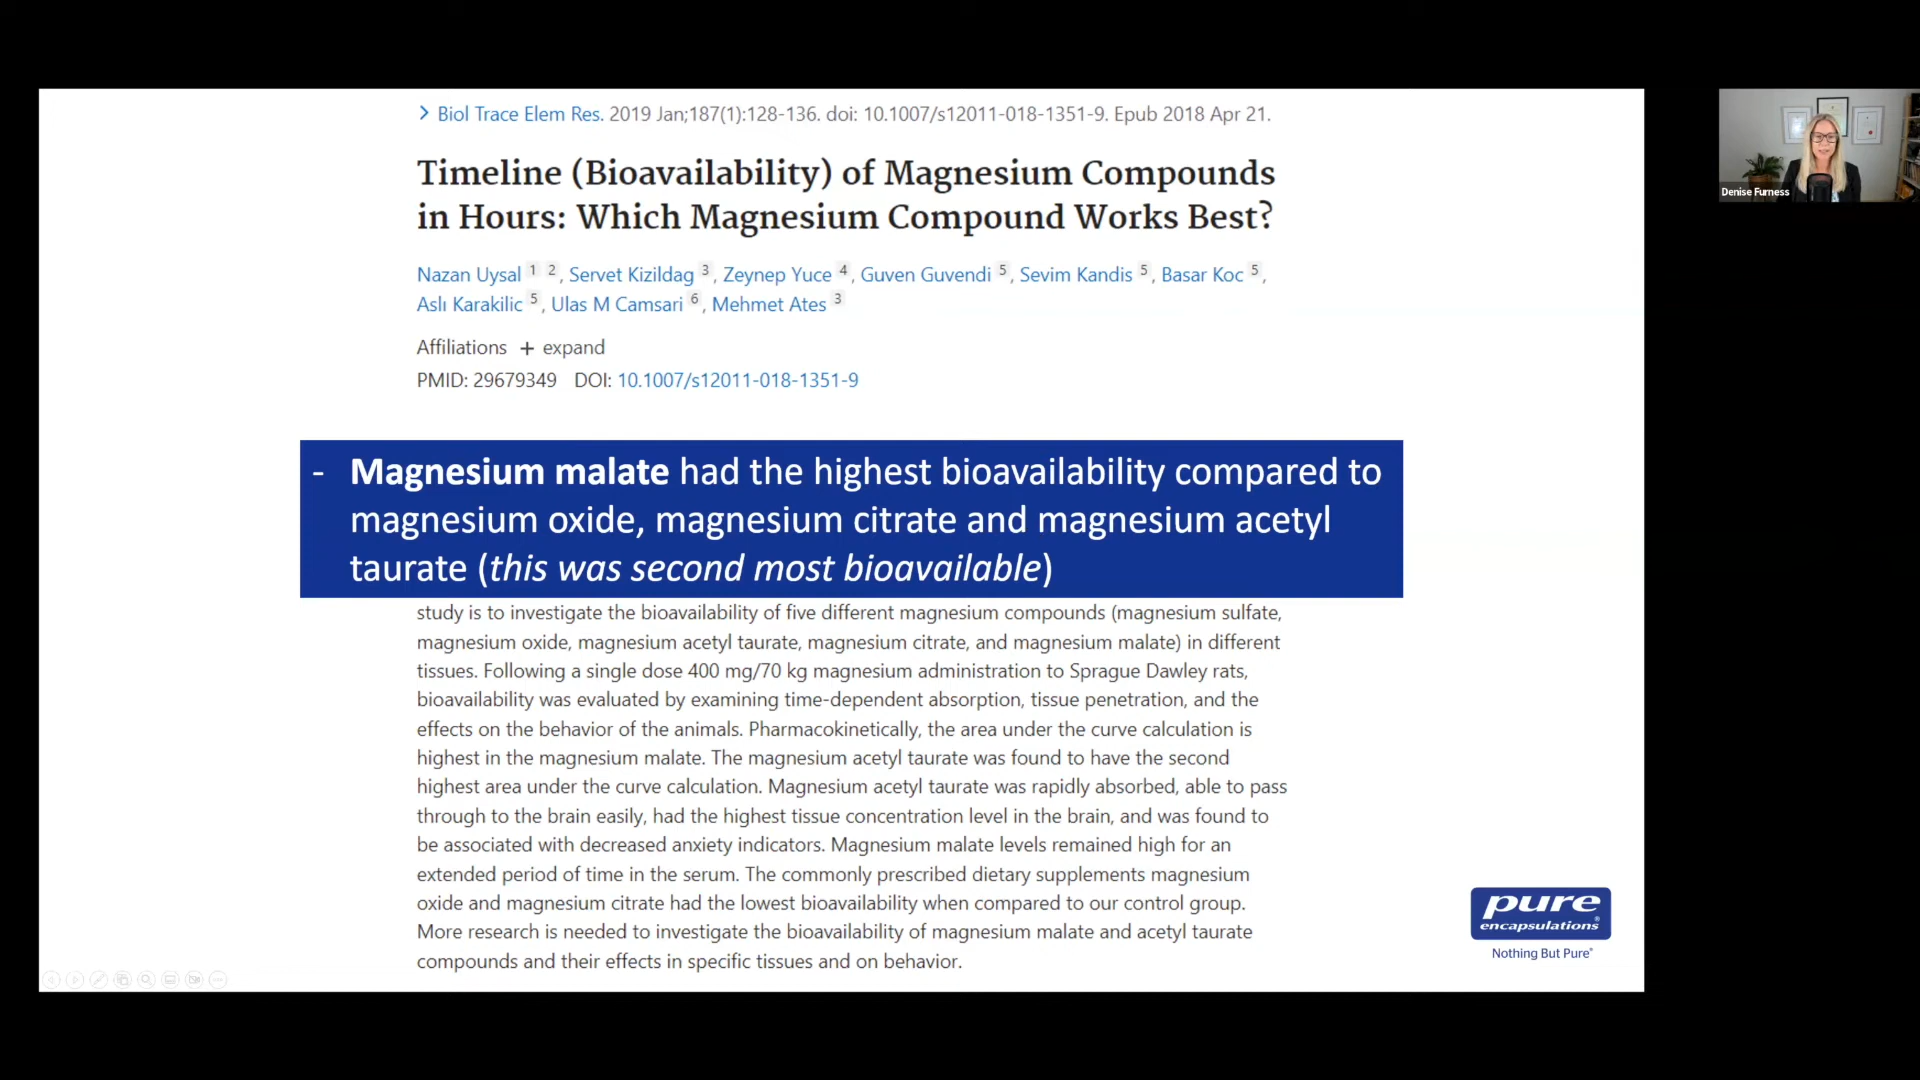 > Biol Trace Elem Res. 2019 Jan;187(1):128-136. doi: 10.1007/s12011-018-1351-9. Epub 2018 Apr 21.
Timeline (Bioavailability) of Magnesium Compounds
in Hours: Which Magnesium Compound Works Best?
Nazan Uysal 1 2, Servet Kizildag 3, Zeynep Yuce 4, Guven Guvendi 5, Sevim Kandis 5, Basar Koc 5,
Aslı Karakilic 5, Ulas M Camsari 6, Mehmet Ates 3
Affiliations + expand
PMID: 29679349 DOI: 10.1007/s12011-018-1351-9
- Magnesium malate had the highest bioavailability compared to
magnesium oxide, magnesium citrate and magnesium acetyl
taurate (this was second most bioavailable)
study is to investigate the bioavailability of five different magnesium compounds (magnesium sulfate,
magnesium oxide, magnesium acetyl taurate, magnesium citrate, and magnesium malate) in different
tissues. Following a single dose 400 mg/70 kg magnesium administration to Sprague Dawley rats,
bioavailability was evaluated by examining time-dependent absorption, tissue penetration, and the
effects on the behavior of the animals. Pharmacokinetically, the area under the curve calculation is
highest in the magnesium malate. The magnesium acetyl taurate was found to have the second
highest area under the curve calculation. Magnesium acetyl taurate was rapidly absorbed, able to pass
through to the brain easily, had the highest tissue concentration level in the brain, and was found to
be associated with decreased anxiety indicators. Magnesium malate levels remained high for an
extended period of time in the serum. The commonly prescribed dietary supplements magnesium
oxide and magnesium citrate had the lowest bioavailability when compared to our control group.
More research is needed to investigate the bioavailability of magnesium malate and acetyl taurate
compounds and their effects in specific tissues and on behavior.
pure
encapsulations®
Nothing But Pure®
Denise Furness